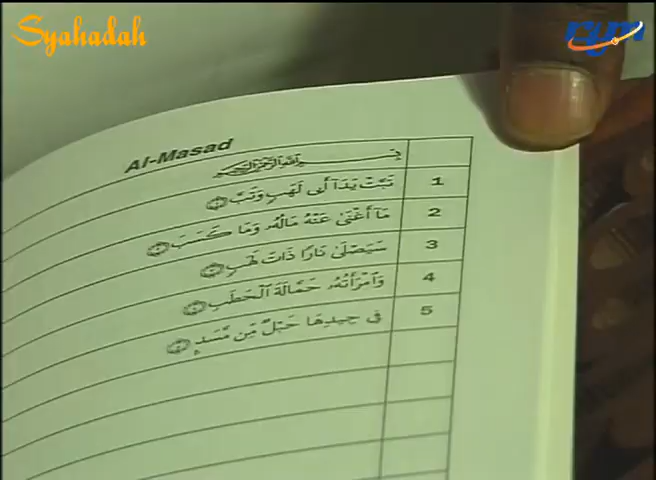 Syahadah
rym
Al-Masad
بِسْمِ ٱللَّهِ ٱلرَّحْمَٰنِ ٱلرَّحِيمِ
تَبَّتْ يَدَآ أَبِى لَهَبٍ وَتَبَّ 1
مَآ أَغْنَىٰ عَنْهُ مَالُهُۥ وَمَا كَسَبَ 2
سَيَصْلَىٰ نَارًا ذَاتَ لَهَبٍ 3
وَٱمْرَأَتُهُۥ حَمَّالَةَ ٱلْحَطَبِ 4
فِى جِيدِهَا حَبْلٌ مِّن مَّسَدٍۭ 5